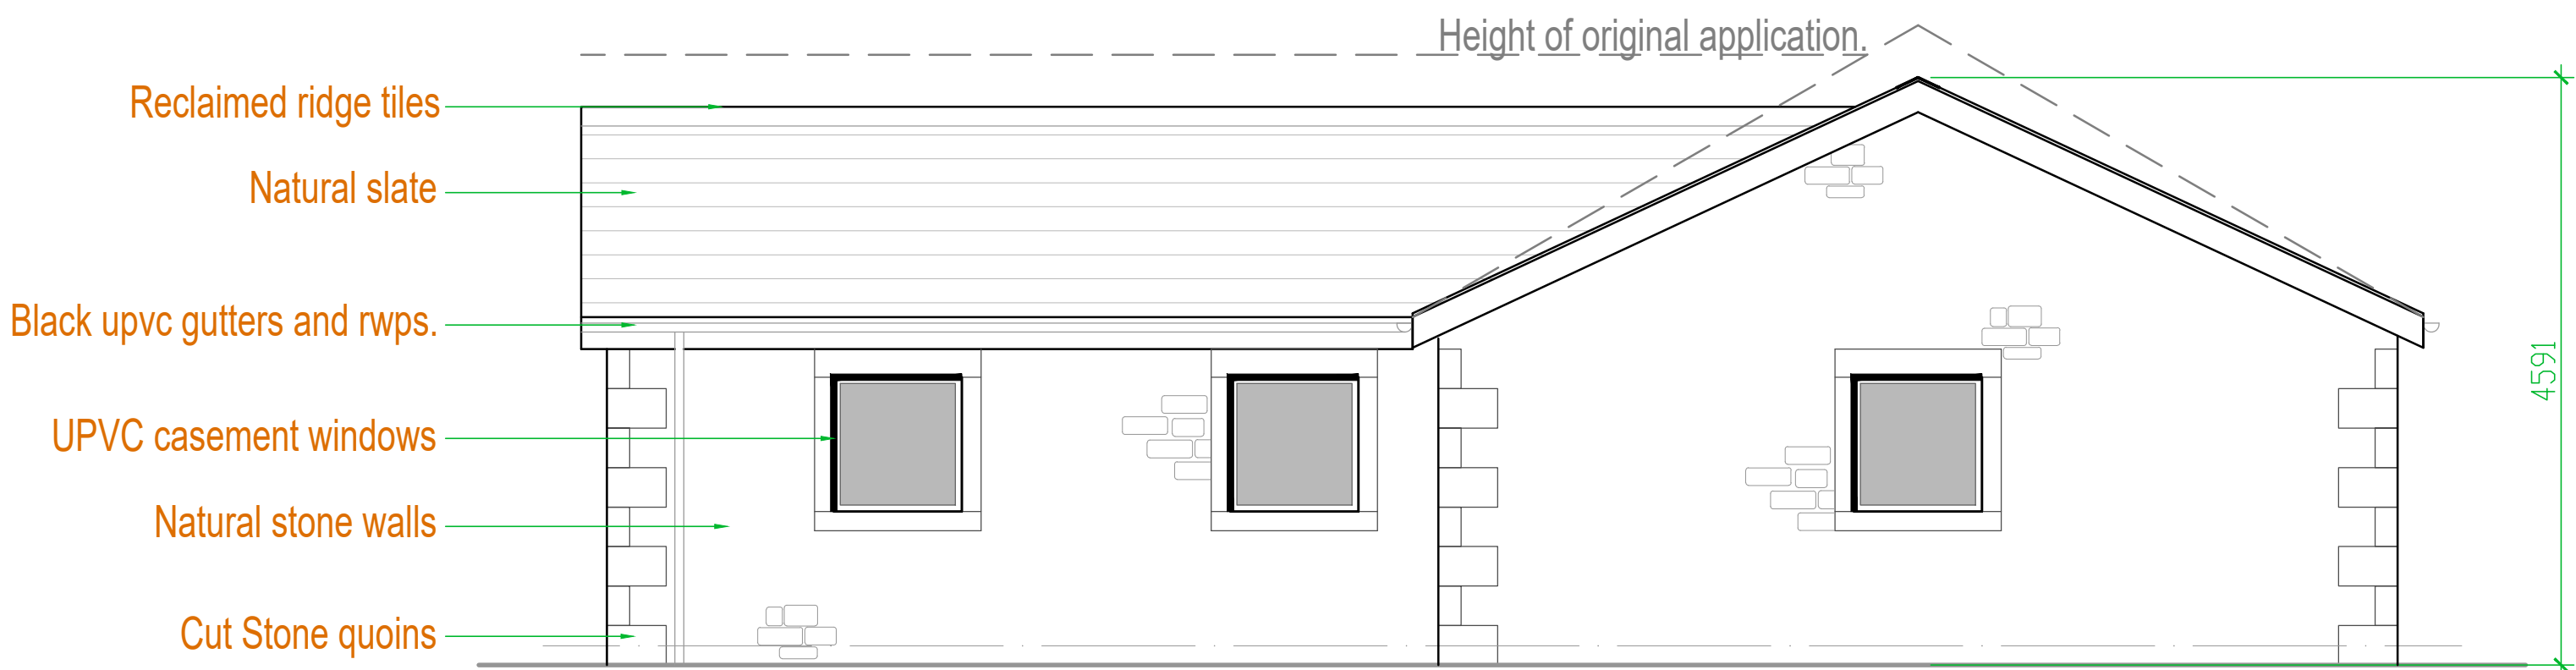 Height of original application.
Reclaimed ridge tiles
Natural slate
Black upvc gutters and rwps.
4591
UPVC casement windows
Natural stone walls
Cut Stone quoins